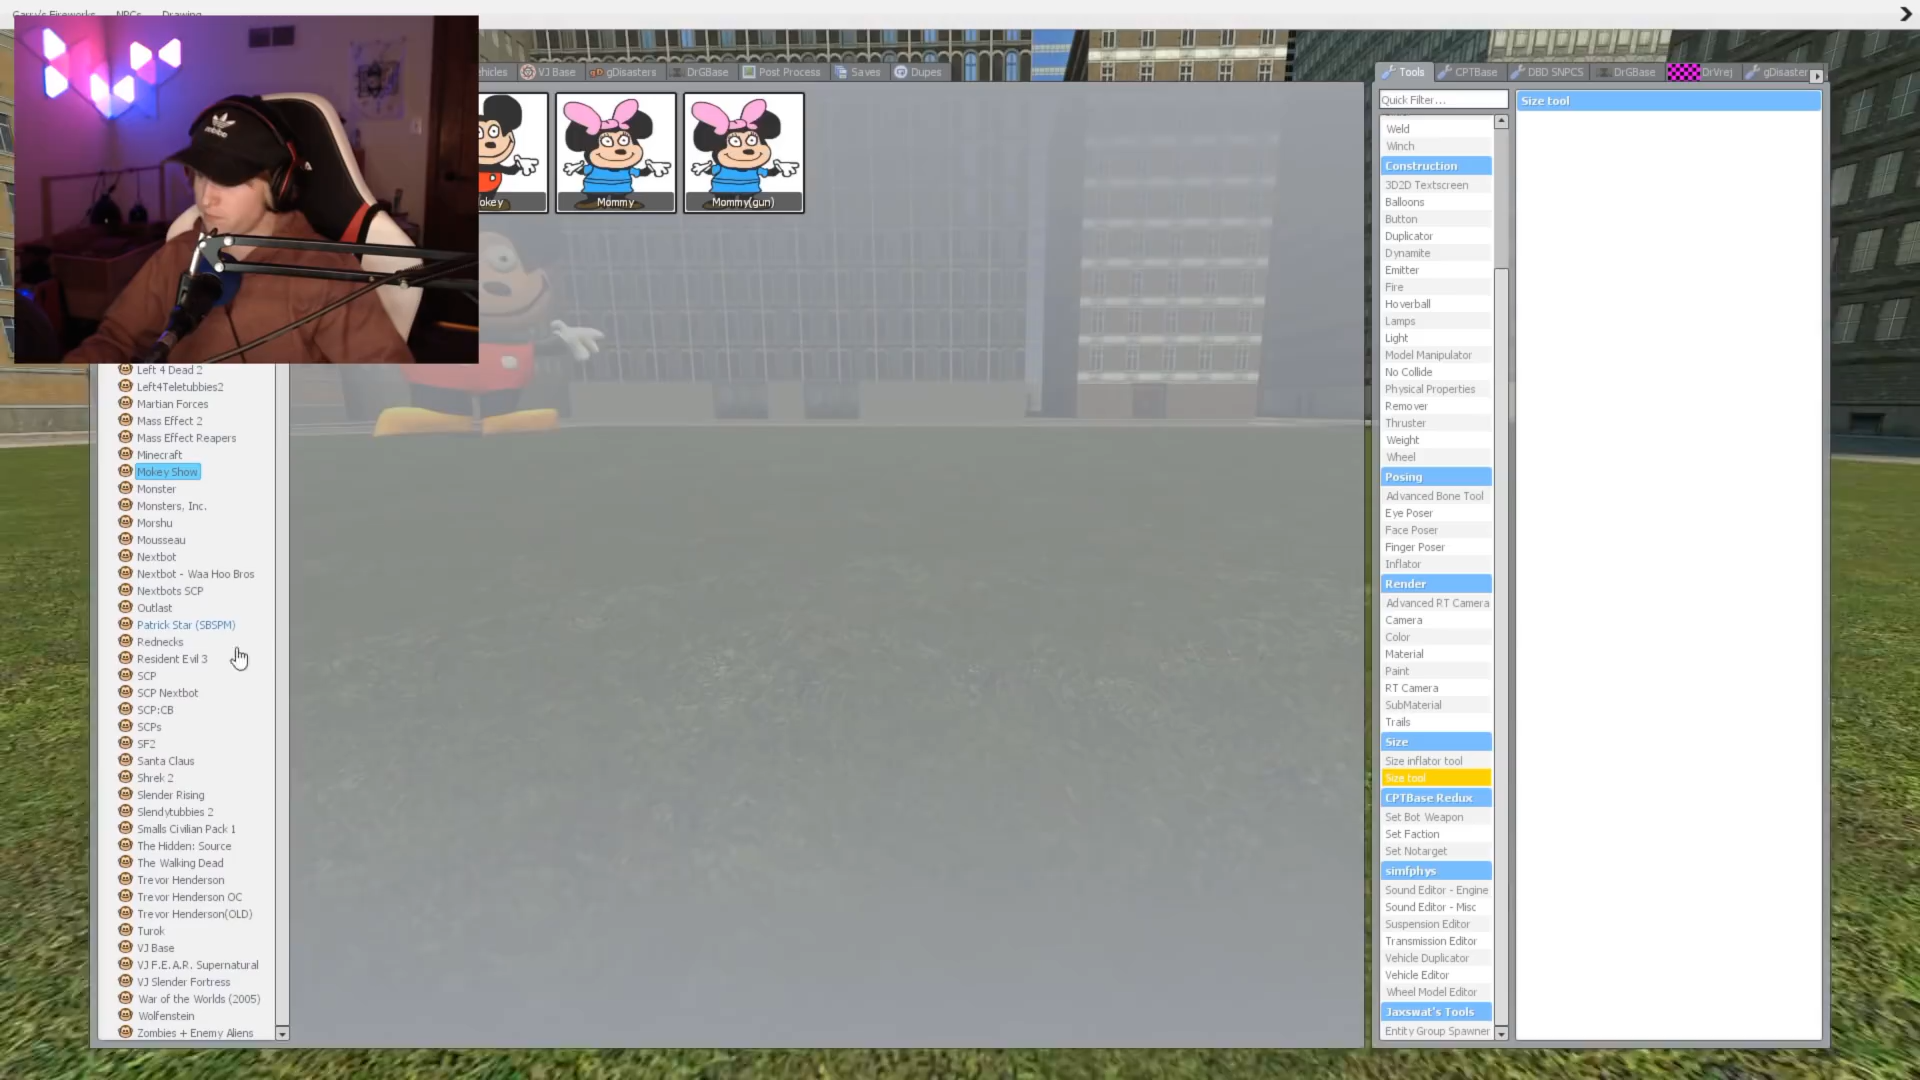 Garry's Fireworks NPCs Drawing
ehicles VJ Base gDisasters DrGBase Post Process Saves Dupes
okey
Mommy
Mommy(gun)
adidas
Left 4 Dead 2
Left4Teletubbies2
Martian Forces
Mass Effect 2
Mass Effect Reapers
Minecraft
Mokey Show
Monster
Monsters, Inc.
Morshu
Mousseau
Nextbot
Nextbot - Waa Hoo Bros
Nextbots SCP
Outlast
Patrick Star (SBSPM)
Rednecks
Resident Evil 3
SCP
SCP Nextbot
SCP:CB
SCPs
SF2
Santa Claus
Shrek 2
Slender Rising
Slendytubbies 2
Smalls Civilian Pack 1
The Hidden: Source
The Walking Dead
Trevor Henderson
Trevor Henderson OC
Trevor Henderson(OLD)
Turok
VJ Base
VJ F.E.A.R. Supernatural
VJ Slender Fortress
War of the Worlds (2005)
Wolfenstein
Zombies + Enemy Aliens
Tools CPTBase DBD SNPCS DrGBase DrVrej gDisaster
Quick Filter...
Weld
Winch
Construction
3D2D Textscreen
Balloons
Button
Duplicator
Dynamite
Emitter
Fire
Hoverball
Lamps
Light
Model Manipulator
No Collide
Physical Properties
Remover
Thruster
Weight
Wheel
Posing
Advanced Bone Tool
Eye Poser
Face Poser
Finger Poser
Inflator
Render
Advanced RT Camera
Camera
Color
Material
Paint
RT Camera
SubMaterial
Trails
Size
Size inflator tool
Size tool
CPTBase Redux
Set Bot Weapon
Set Faction
Set Notarget
simfphys
Sound Editor - Engine
Sound Editor - Misc
Suspension Editor
Transmission Editor
Vehicle Duplicator
Vehicle Editor
Wheel Model Editor
Jaxswat's Tools
Entity Group Spawner
Size tool